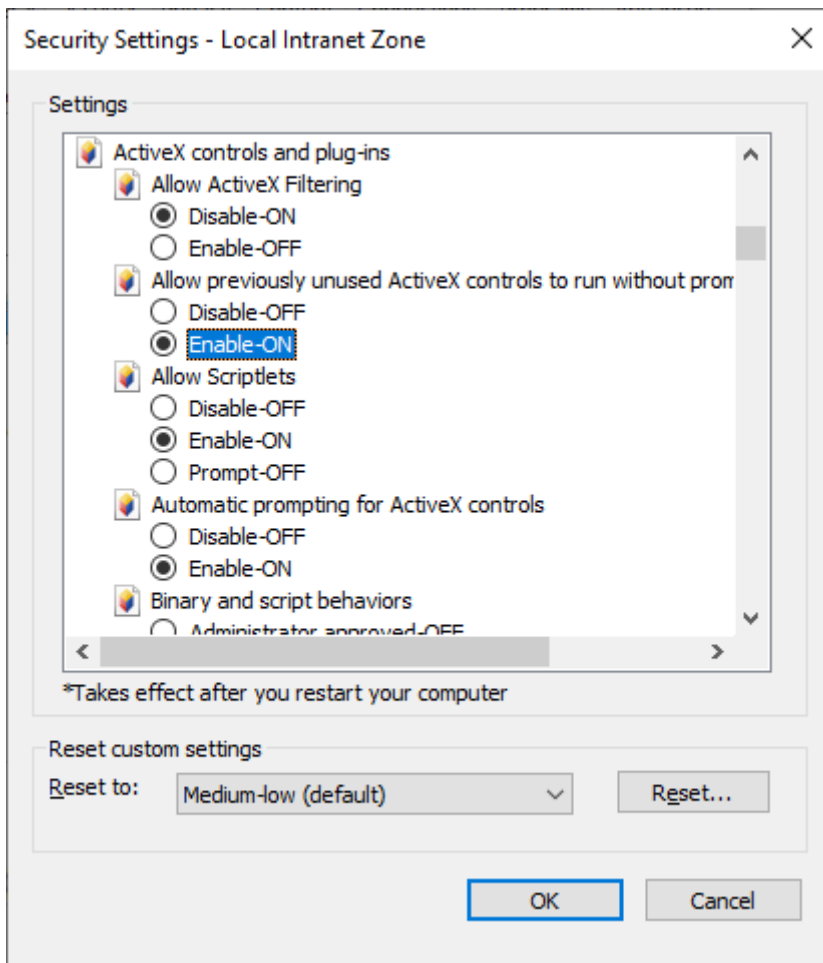 Security Settings - Local Intranet Zone
Settings
ActiveX controls and plug-ins
Allow ActiveX Filtering
Disable-ON
Enable-OFF
Allow previously unused ActiveX controls to run without prom
Disable-OFF
Enable-ON
Allow Scriptlets
Disable-OFF
Enable-ON
Prompt-OFF
Automatic prompting for ActiveX controls
Disable-OFF
Enable-ON
Binary and script behaviors
Administrator approved-OFF
*Takes effect after you restart your computer
Reset custom settings
Reset to: Medium-low (default) Reset...
OK Cancel